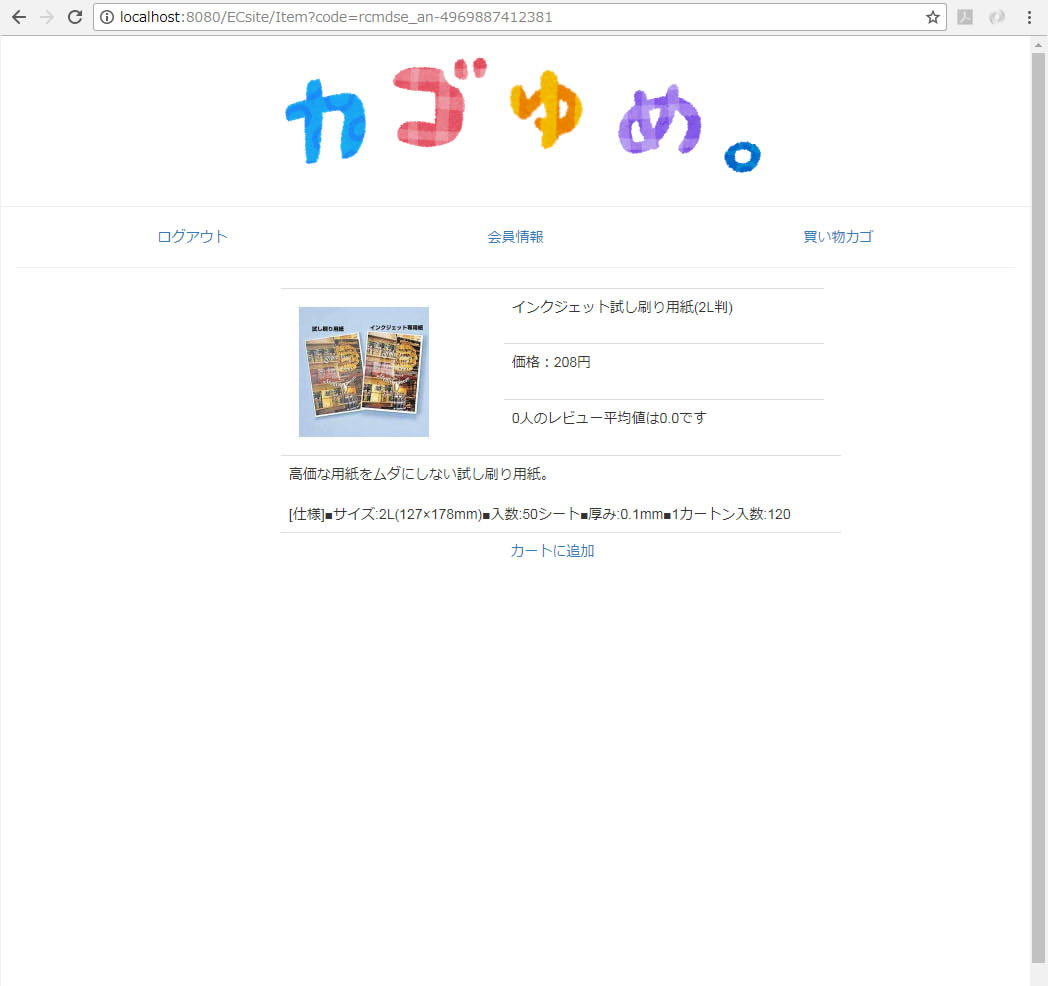 localhost:8080/ECsite/Item?code=rcmdse_an-4969887412381
カゴゆめ。
ログアウト 会員情報 買い物カゴ
試し刷り用紙 インクジェット専用紙
インクジェット試し刷り用紙(2L判)
価格：208円
0人のレビュー平均値は0.0です
高価な用紙をムダにしない試し刷り用紙。
[仕様]■サイズ:2L(127×178mm)■入数:50シート■厚み:0.1mm■1カートン入数:120
カートに追加